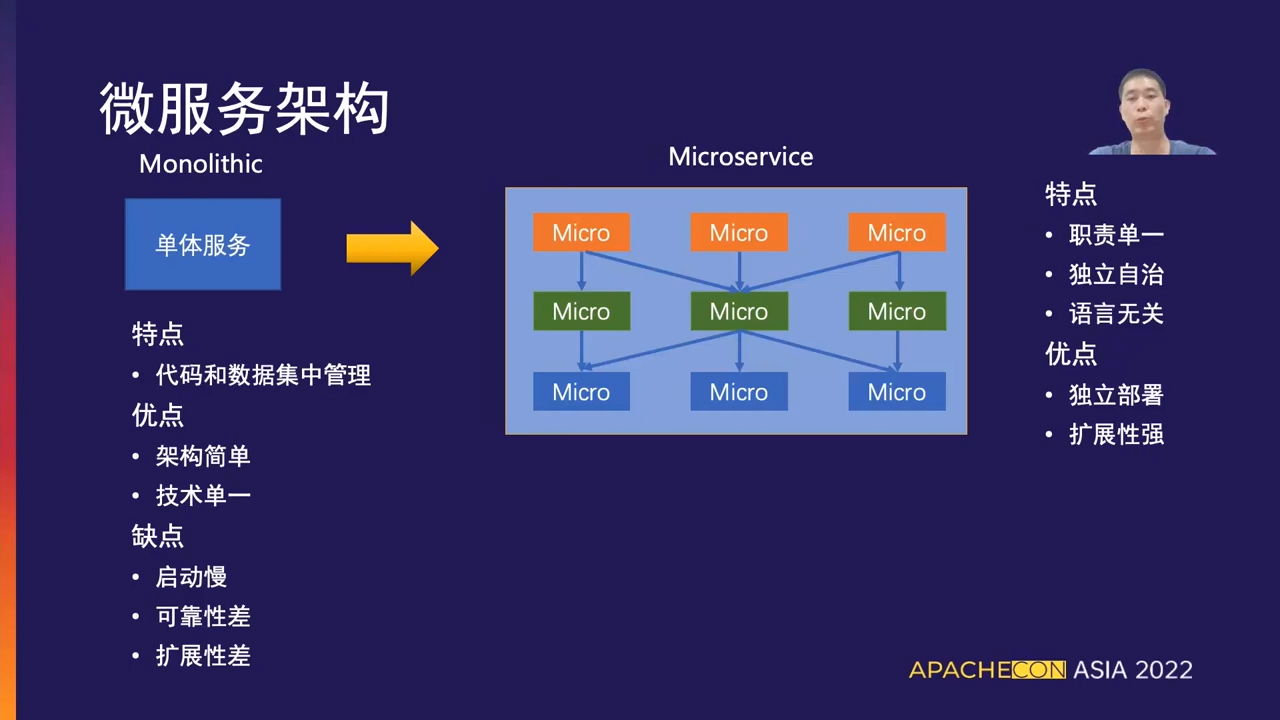 微服务架构
Monolithic
单体服务
特点
• 代码和数据集中管理
优点
• 架构简单
• 技术单一
缺点
• 启动慢
• 可靠性差
• 扩展性差
Microservice
Micro Micro Micro
Micro Micro Micro
Micro Micro Micro
特点
• 职责单一
• 独立自治
• 语言无关
优点
• 独立部署
• 扩展性强
APACHECON ASIA 2022